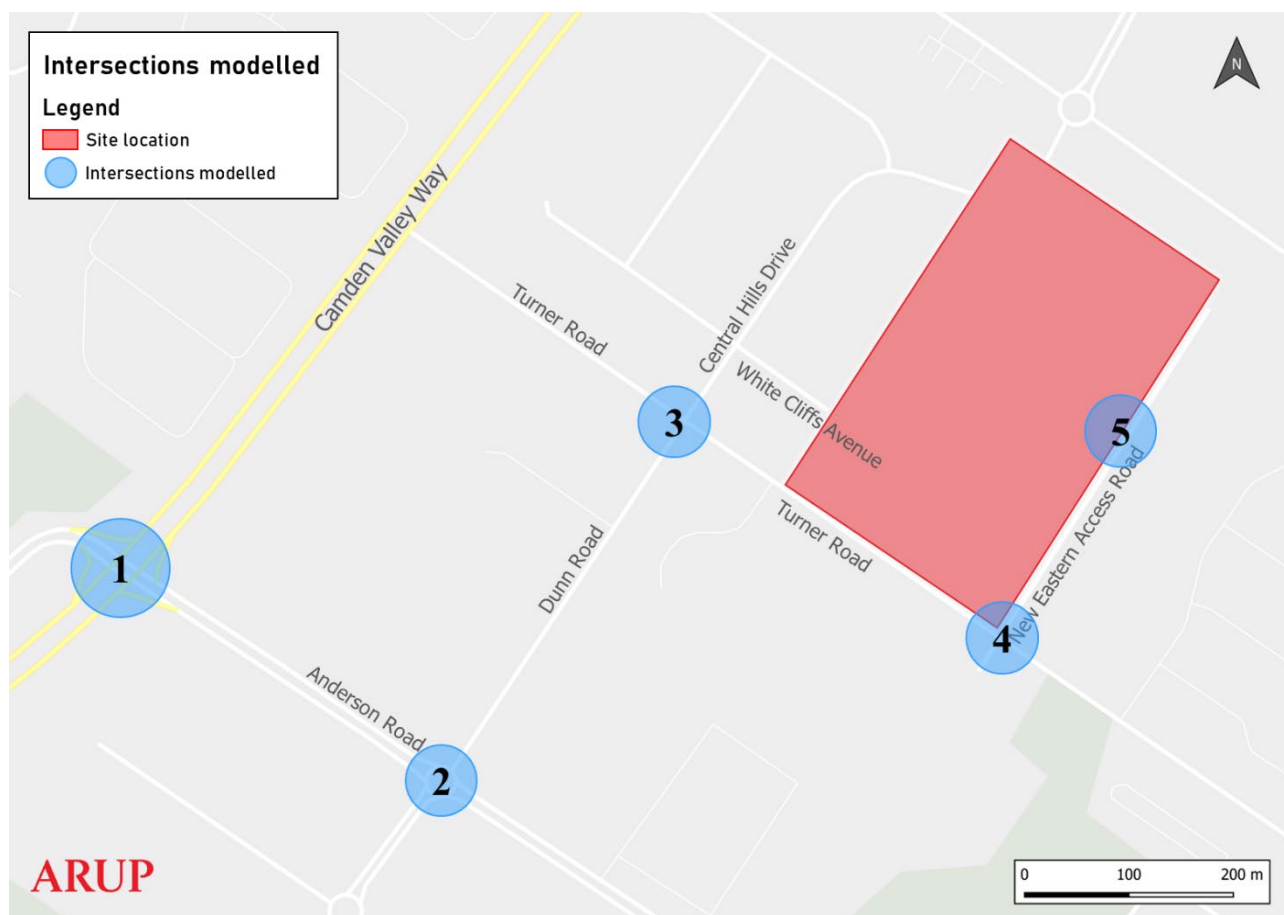 Intersections modelled
Legend
Site location
Intersections modelled
N
Camden Valley Way
Turner Road
Central Hills Drive
White Cliffs Avenue
3
5
Turner Road
New Eastern Access Road
1
Dunn Road
4
Anderson Road
2
ARUP
0 100 200 m